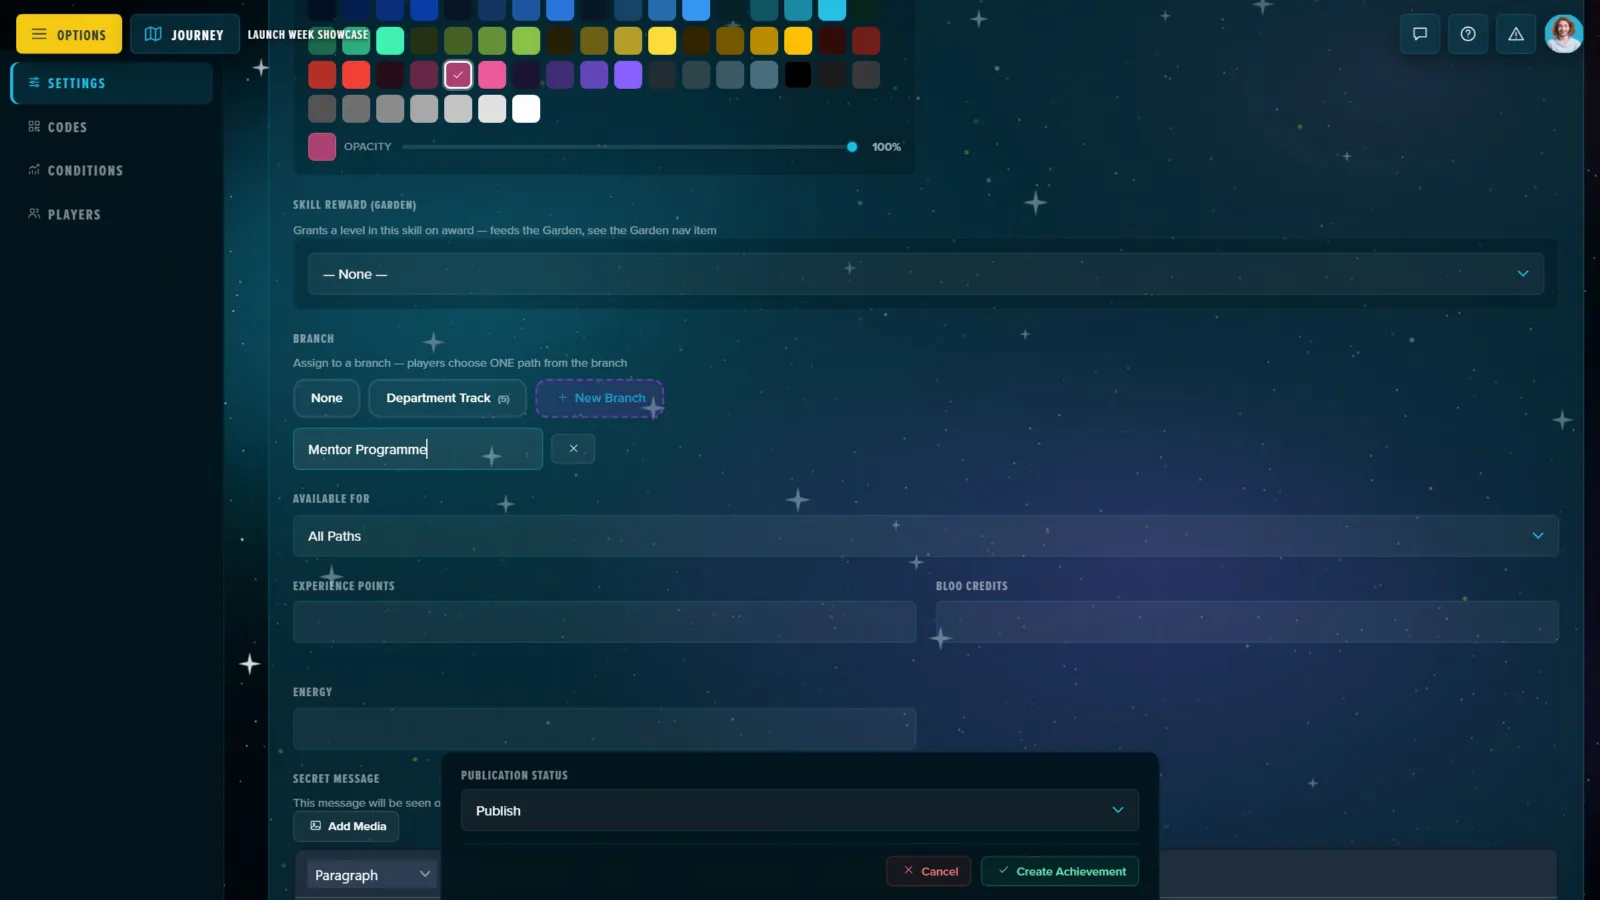 OPTIONS
JOURNEY
LAUNCH WEEK SHOWCASE
SETTINGS
CODES
CONDITIONS
PLAYERS
OPACITY
100%
SKILL REWARD (GARDEN)
Grants a level in this skill on award — feeds the Garden, see the Garden nav item
— None —
BRANCH
Assign to a branch — players choose ONE path from the branch
None
Department Track (5)
+ New Branch
Mentor Programme
AVAILABLE FOR
All Paths
EXPERIENCE POINTS
BLOO CREDITS
ENERGY
SECRET MESSAGE
This message will be seen o
Add Media
Paragraph
PUBLICATION STATUS
Publish
Cancel
Create Achievement